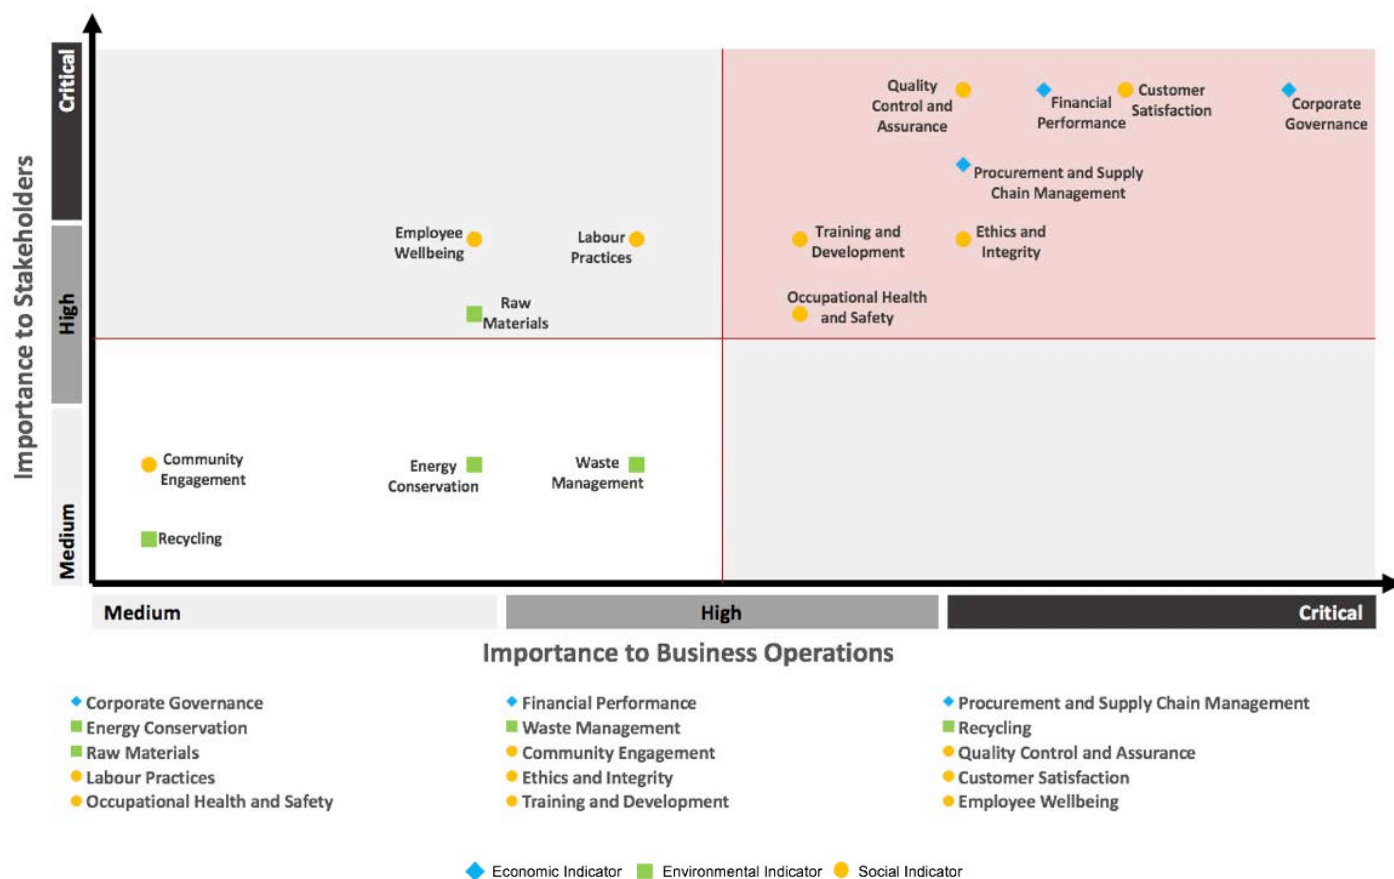 Importance to Stakeholders
Critical
High
Medium
Quality
Control and
Assurance
Financial
Performance
Customer
Satisfaction
Corporate
Governance
Procurement and Supply
Chain Management
Employee
Wellbeing
Labour
Practices
Training and
Development
Ethics and
Integrity
Raw
Materials
Occupational Health
and Safety
Community
Engagement
Energy
Conservation
Waste
Management
Recycling
Medium
High
Critical
Importance to Business Operations
Corporate Governance
Energy Conservation
Raw Materials
Labour Practices
Occupational Health and Safety
Financial Performance
Waste Management
Community Engagement
Ethics and Integrity
Training and Development
Procurement and Supply Chain Management
Recycling
Quality Control and Assurance
Customer Satisfaction
Employee Wellbeing
Economic Indicator
Environmental Indicator
Social Indicator